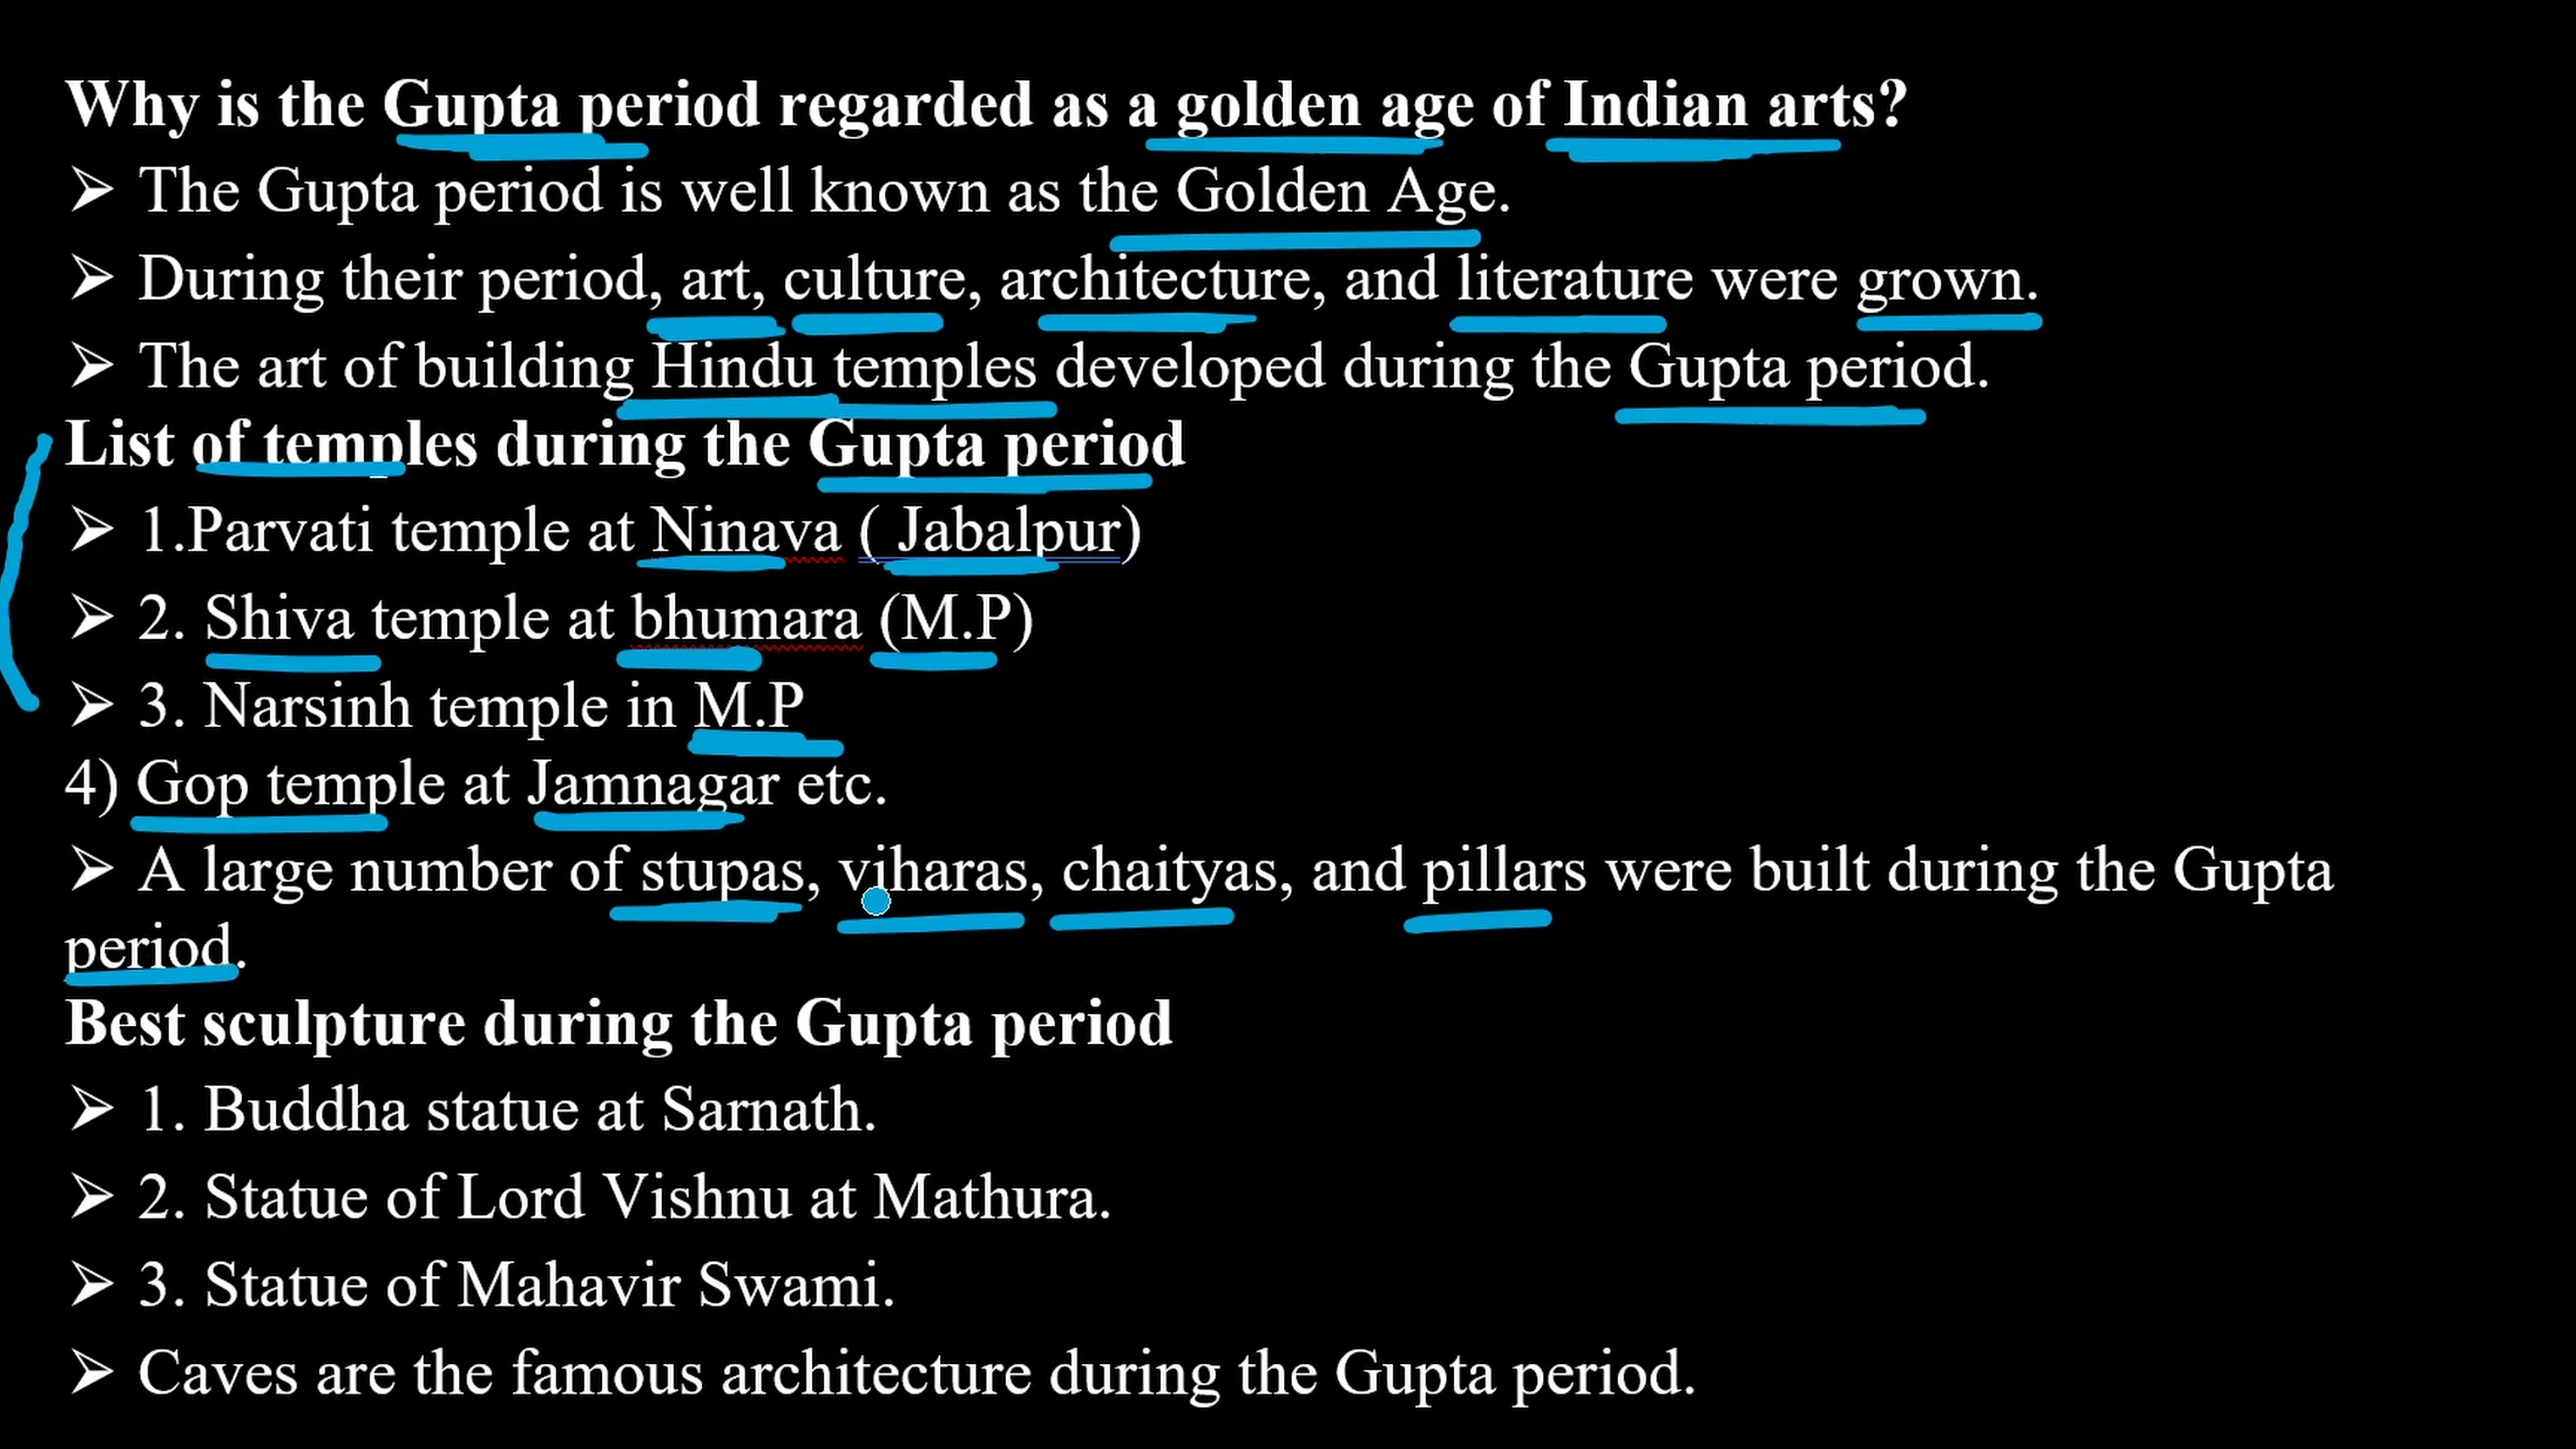 Why is the Gupta period regarded as a golden age of Indian arts?
➢ The Gupta period is well known as the Golden Age.
➢ During their period, art, culture, architecture, and literature were grown.
➢ The art of building Hindu temples developed during the Gupta period.
List of temples during the Gupta period
➢ 1.Parvati temple at Ninava ( Jabalpur)
➢ 2. Shiva temple at bhumara (M.P)
➢ 3. Narsinh temple in M.P
4) Gop temple at Jamnagar etc.
➢ A large number of stupas, viharas, chaityas, and pillars were built during the Gupta
period.
Best sculpture during the Gupta period
➢ 1. Buddha statue at Sarnath.
➢ 2. Statue of Lord Vishnu at Mathura.
➢ 3. Statue of Mahavir Swami.
➢ Caves are the famous architecture during the Gupta period.